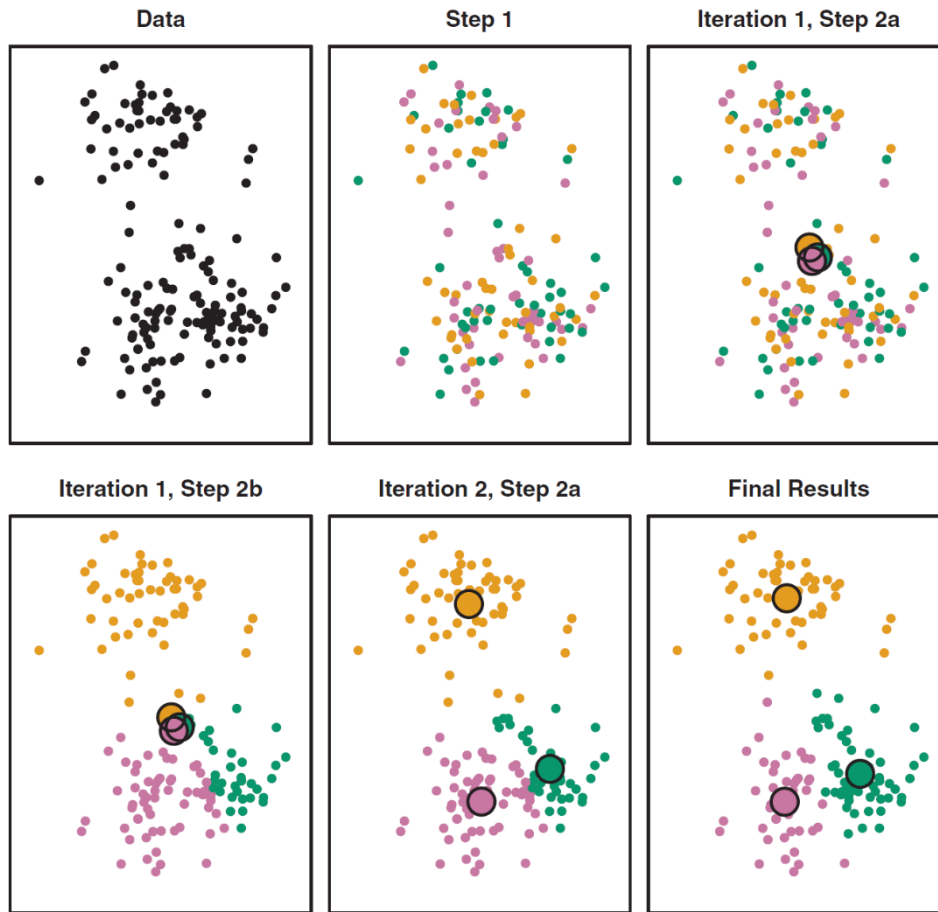 Data
Step 1
Iteration 1, Step 2a
Iteration 1, Step 2b
Iteration 2, Step 2a
Final Results